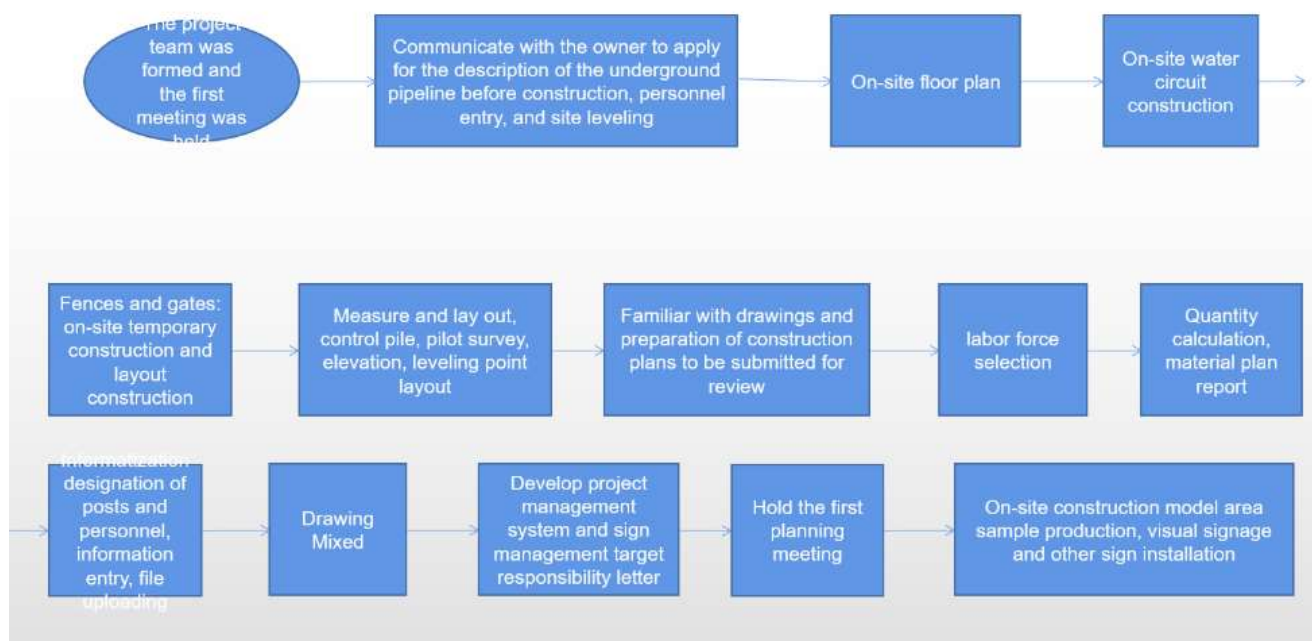 The project
team was
formed and
the first
meeting was
held
Communicate with the owner to apply
for the description of the underground
pipeline before construction, personnel
entry, and site leveling
On-site floor plan
On-site water
circuit
construction
Fences and gates:
on-site temporary
construction and
layout
construction
Measure and lay out,
control pile, pilot survey,
elevation, leveling point
layout
Familiar with drawings and
preparation of construction
plans to be submitted for
review
labor force
selection
Quantity
calculation,
material plan
report
Informatization
designation of
posts and
personnel,
information
entry, file
uploading
Drawing
Mixed
Develop project
management
system and sign
management target
responsibility letter
Hold the first
planning
meeting
On-site construction model area
sample production, visual signage
and other sign installation